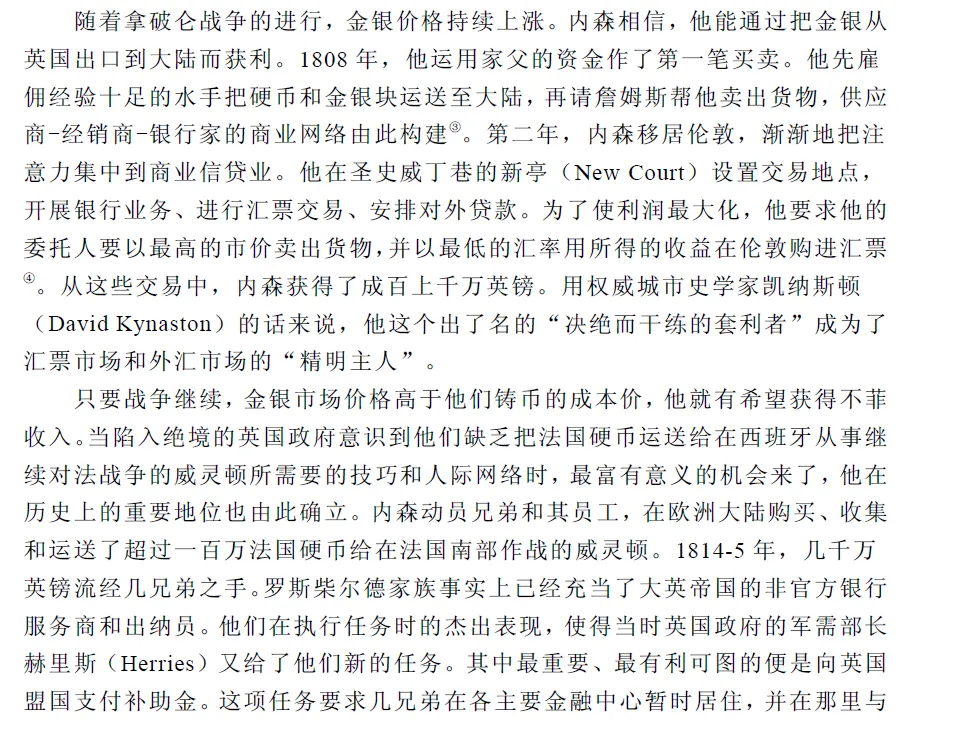 随着拿破仑战争的进行，金银价格持续上涨。内森相信，他能通过把金银从
英国出口到大陆而获利。1808 年，他运用家父的资金作了第一笔买卖。他先雇
佣经验十足的水手把硬币和金银块运送至大陆，再请詹姆斯帮他卖出货物，供应
商-经销商-银行家的商业网络由此构建③。第二年，内森移居伦敦，渐渐地把注
意力集中到商业信贷业。他在圣史威丁巷的新亭（New Court）设置交易地点，
开展银行业务、进行汇票交易、安排对外贷款。为了使利润最大化，他要求他的
委托人要以最高的市价卖出货物，并以最低的汇率用所得的收益在伦敦购进汇票
④。从这些交易中，内森获得了成百上千万英镑。用权威城市史学家凯纳斯顿
（David Kynaston）的话来说，他这个出了名的“决绝而干练的套利者”成为了
汇票市场和外汇市场的“精明主人”。
只要战争继续，金银市场价格高于他们铸币的成本价，他就有希望获得不菲
收入。当陷入绝境的英国政府意识到他们缺乏把法国硬币运送给在西班牙从事继
续对法战争的威灵顿所需要的技巧和人际网络时，最富有意义的机会来了，他在
历史上的重要地位也由此确立。内森动员兄弟和其员工，在欧洲大陆购买、收集
和运送了超过一百万法国硬币给在法国南部作战的威灵顿。1814-5 年，几千万
英镑流经几兄弟之手。罗斯柴尔德家族事实上已经充当了大英帝国的非官方银行
服务商和出纳员。他们在执行任务时的杰出表现，使得当时英国政府的军需部长
赫里斯（Herries）又给了他们新的任务。其中最重要、最有利可图的便是向英国
盟国支付补助金。这项任务要求几兄弟在各主要金融中心暂时居住，并在那里与